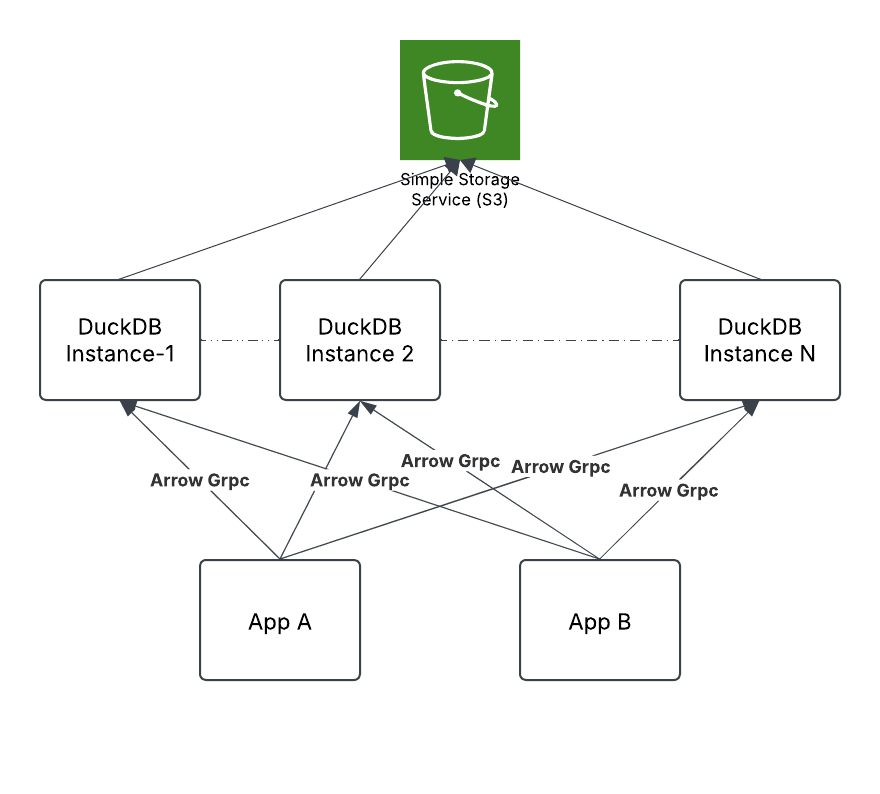 Simple Storage
Service (S3)
DuckDB
Instance-1
DuckDB
Instance 2
DuckDB
Instance N
Arrow Grpc
Arrow Grpc
Arrow Grpc
Arrow Grpc
Arrow Grpc
App A
App B